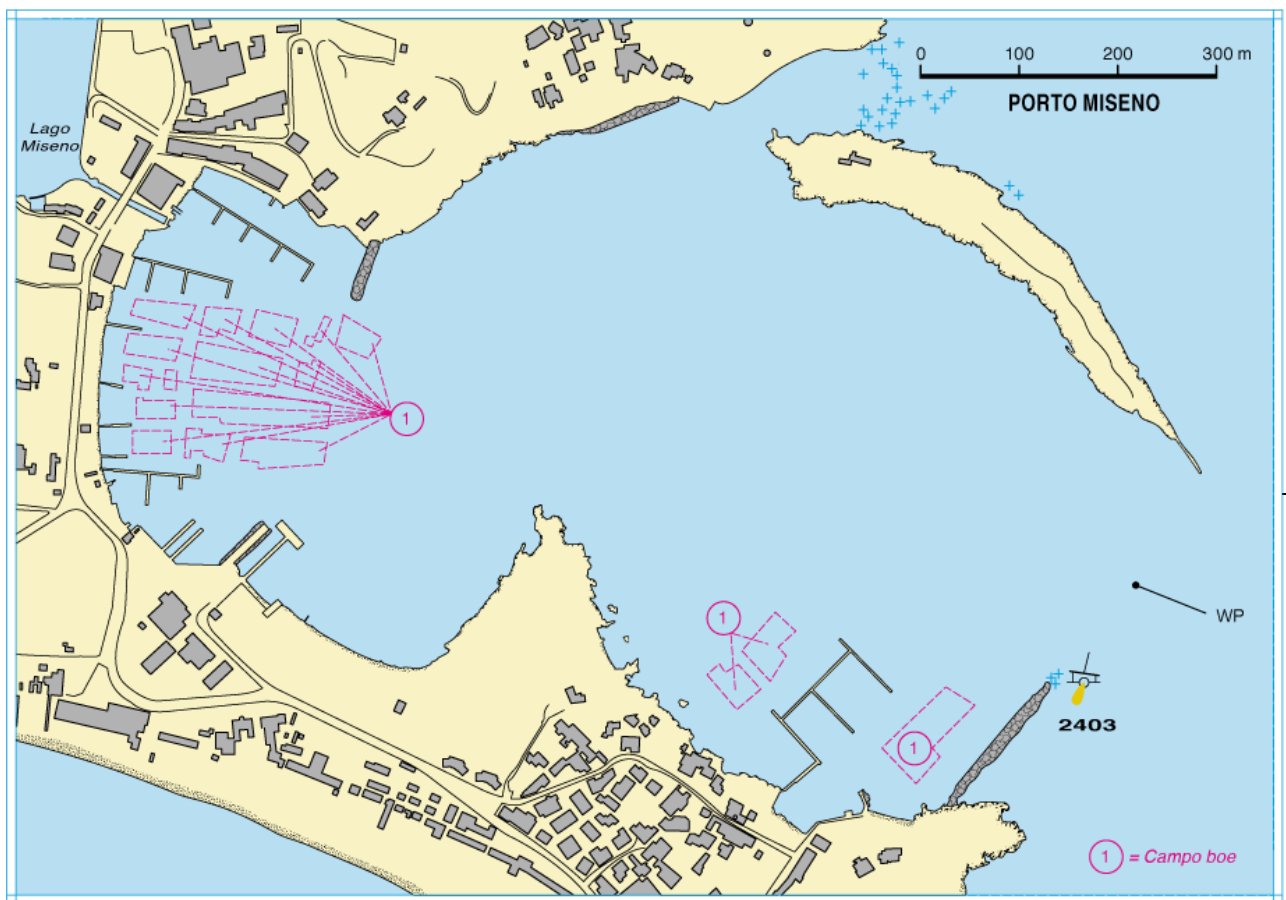 0 100 200 300 m
PORTO MISENO
Lago
Miseno
1
1
WP
2403
1
1 = Campo boe